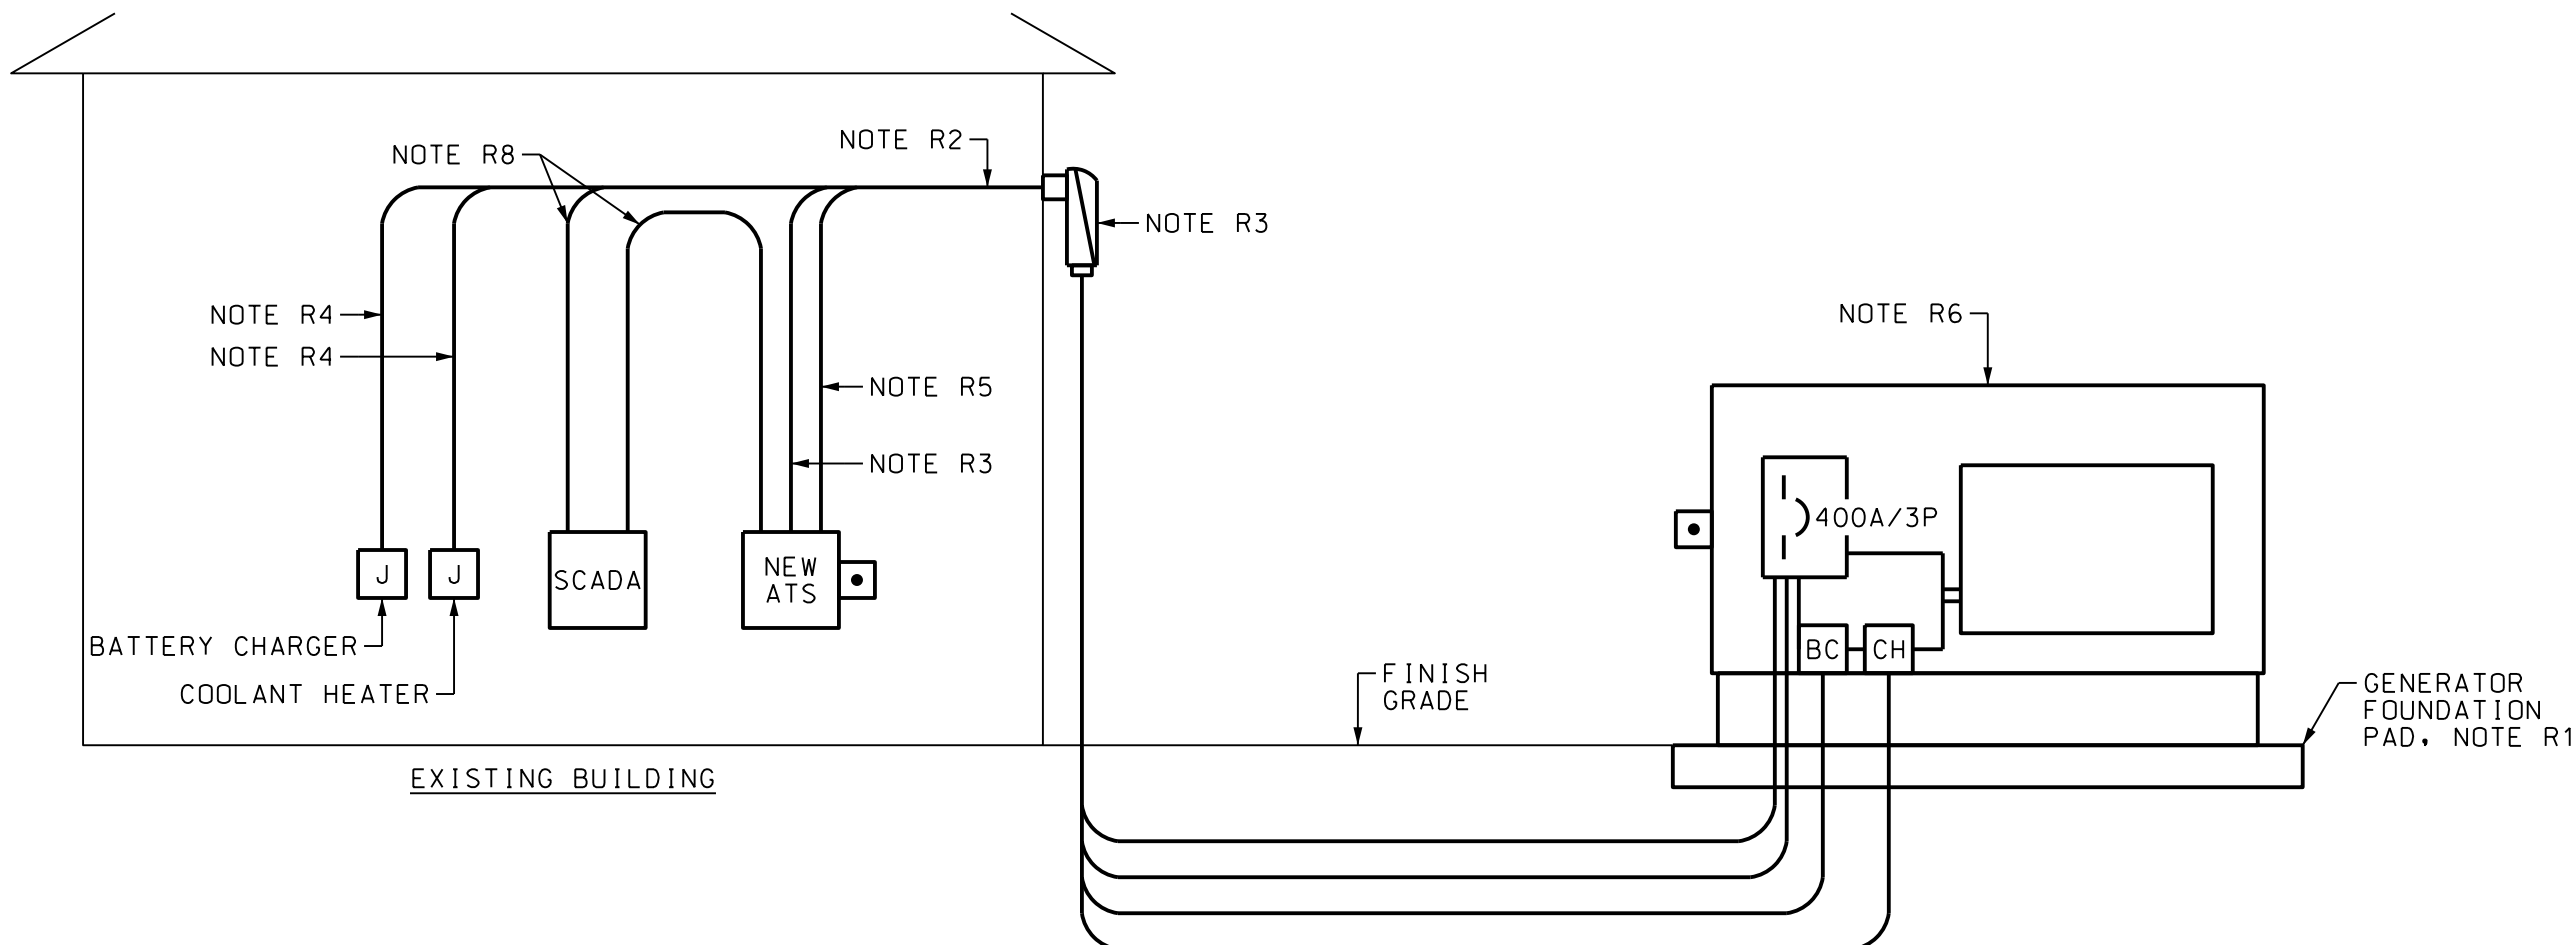 NOTE R2
NOTE R8
NOTE R3
NOTE R4
NOTE R6
NOTE R4
NOTE R5
NOTE R3
400A/3P
J
J
SCADA
NEW
ATS
BATTERY CHARGER
BC
CH
COOLANT HEATER
FINISH
GRADE
GENERATOR
FOUNDATION
PAD, NOTE R1
EXISTING BUILDING